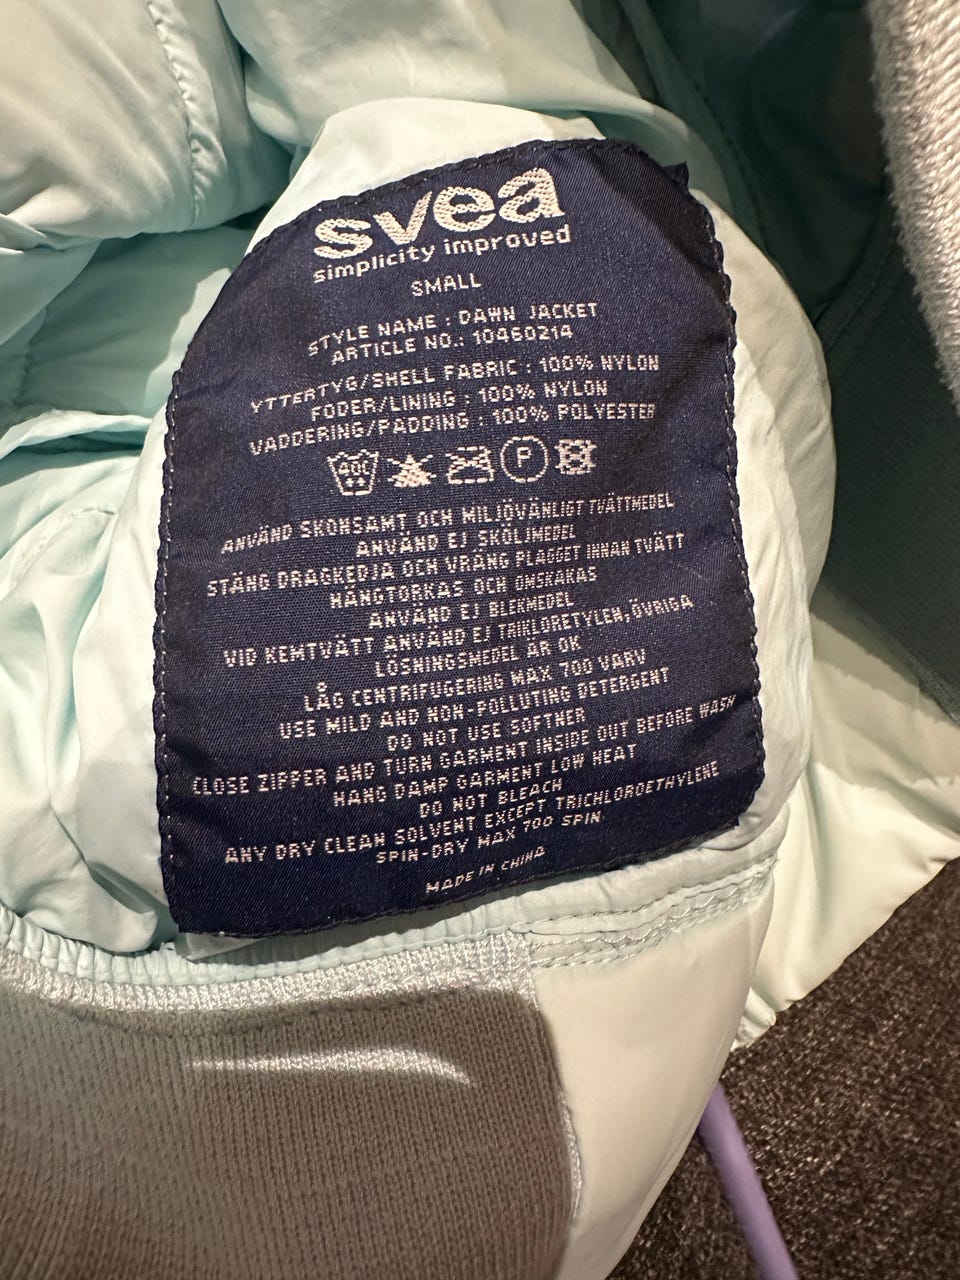 svea
simplicity improved
SMALL
STYLE NAME : DAWN JACKET
ARTICLE NO.: 10460214
YTTERTYG/SHELL FABRIC : 100% NYLON
FODER/LINING : 100% NYLON
VADDERING/PADDING : 100% POLYESTER
40C P
ANVÄND SKONSAMT OCH MILJÖVÄNLIGT TVÄTTMEDEL
ANVÄND EJ SKÖLJMEDEL
STÄNG DRAGKEDJA OCH VRÄNG PLAGGET INNAN TVÄTT
HÄNGTORKAS OCH OMSKAKAS
ANVÄND EJ BLEKMEDEL
VID KEMTVÄTT ANVÄND EJ TRIKLORETYLEN, ÖVRIGA
LÖSNINGSMEDEL ÄR OK
LÅG CENTRIFUGERING MAX 700 VARV
USE MILD AND NON-POLLUTING DETERGENT
DO NOT USE SOFTNER
CLOSE ZIPPER AND TURN GARMENT INSIDE OUT BEFORE WASH
HANG DAMP GARMENT LOW HEAT
DO NOT BLEACH
ANY DRY CLEAN SOLVENT EXCEPT TRICHLOROETHYLENE
SPIN-DRY MAX 700 SPIN.
MADE IN CHINA